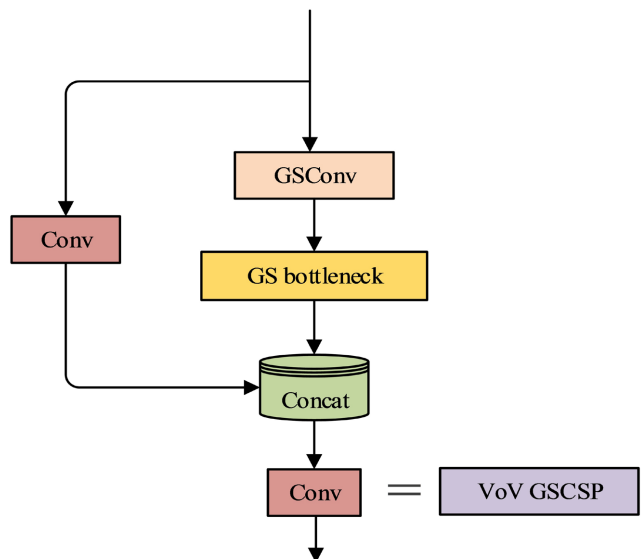 GSConv
Conv
GS bottleneck
Concat
Conv
VoV GSCSP